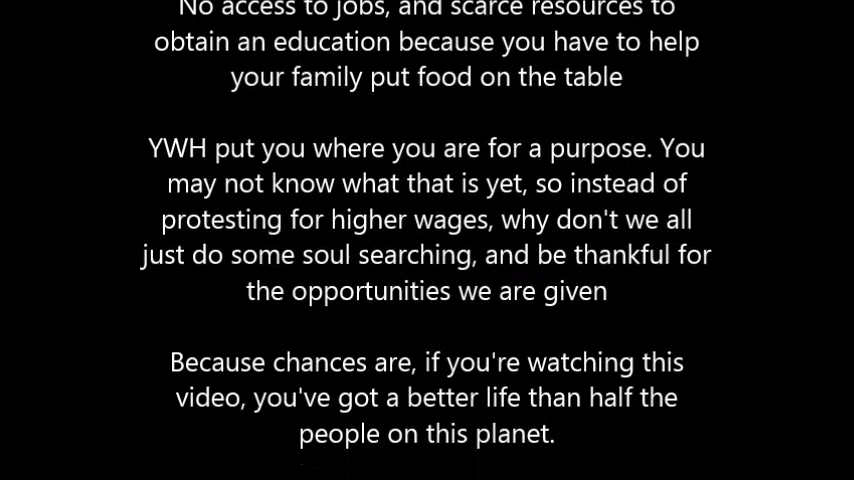 No access to jobs, and scarce resources to
obtain an education because you have to help
your family put food on the table
YWH put you where you are for a purpose. You
may not know what that is yet, so instead of
protesting for higher wages, why don't we all
just do some soul searching, and be thankful for
the opportunities we are given
Because chances are, if you're watching this
video, you've got a better life than half the
people on this planet.